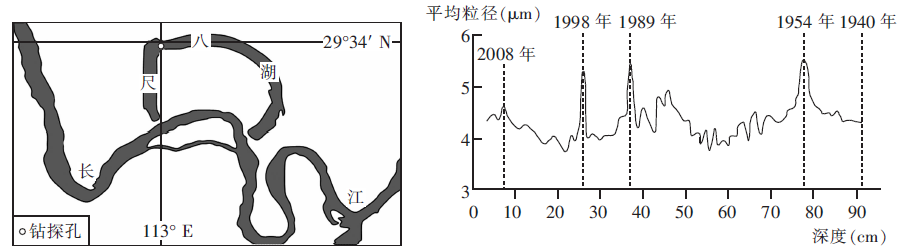 八
29°34′ N
尺
湖
长
江
钻探孔
113° E
平均粒径(μm)
1998 年
1989 年
1954 年
1940 年
2008 年
6
5
4
3
0
10
20
30
40
50
60
70
80
90
深度(cm)